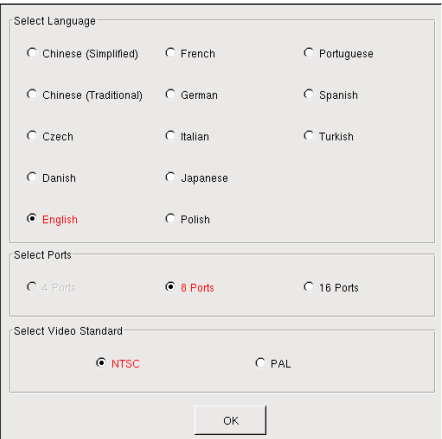 Select Language
Chinese (Simplified) French Portuguese
Chinese (Traditional) German Spanish
Czech Italian Turkish
Danish Japanese
English Polish
Select Ports
4 Ports 8 Ports 16 Ports
Select Video Standard
NTSC PAL
OK